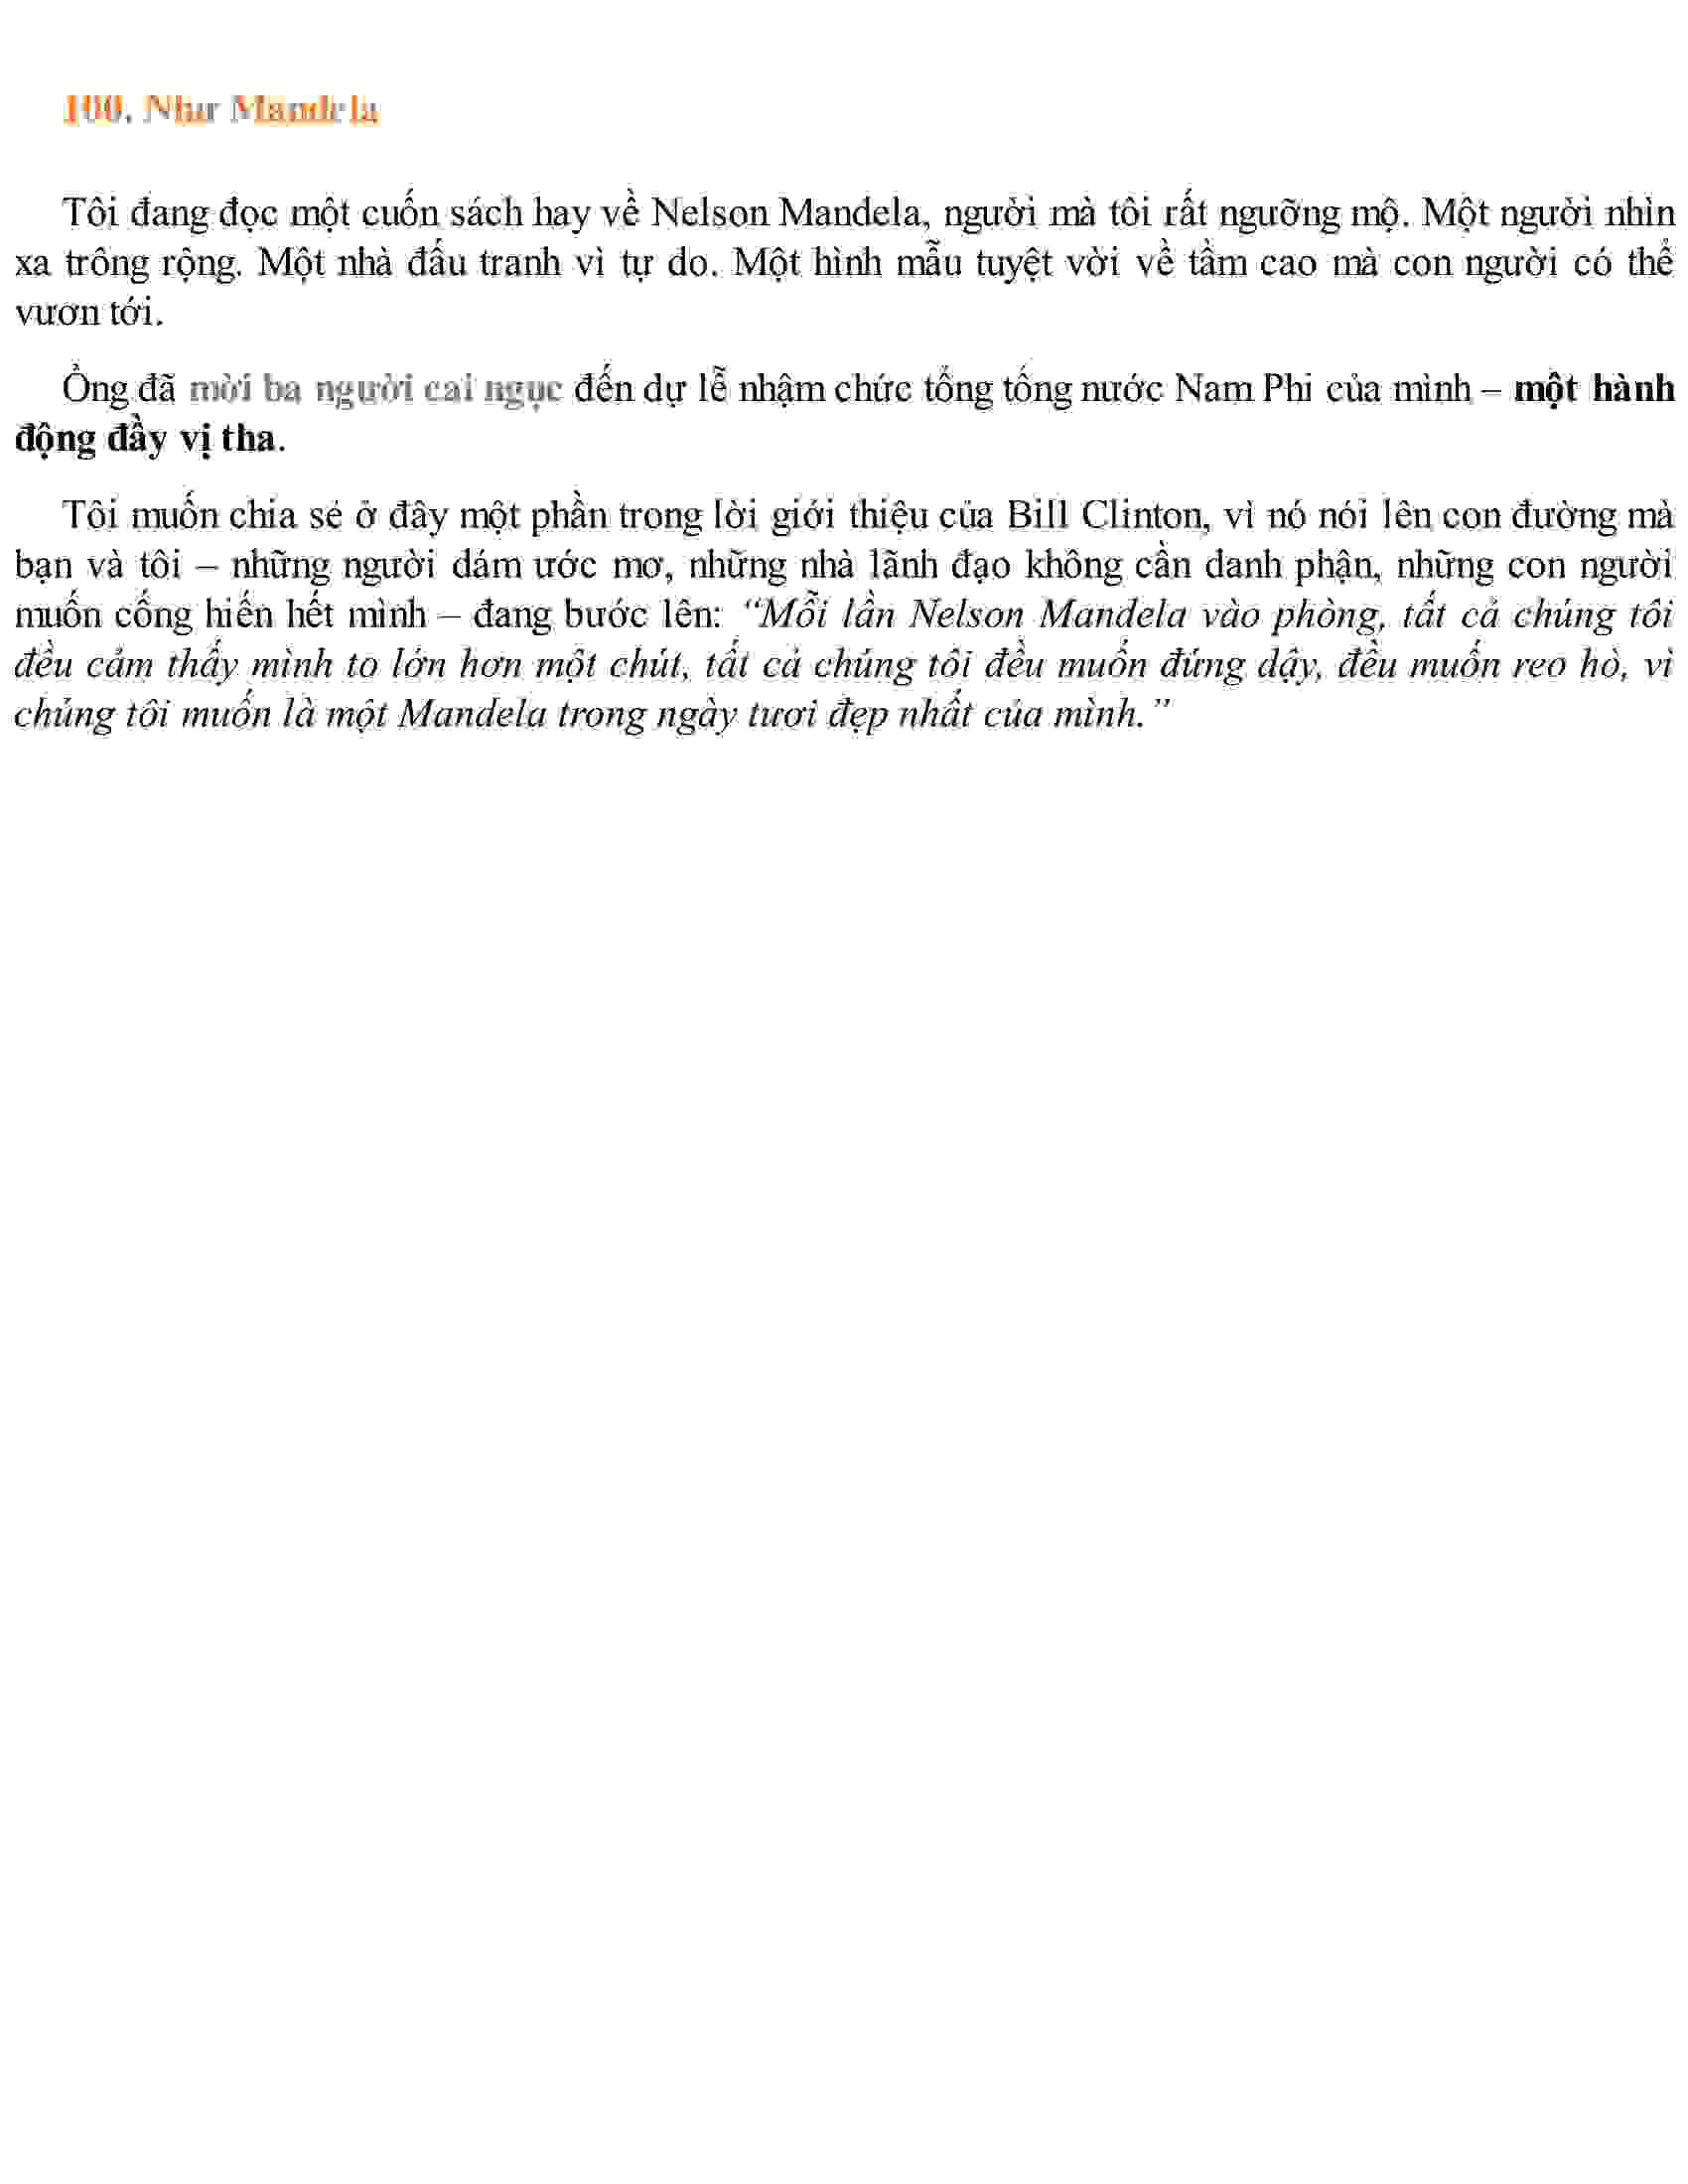 100. Như Mandela
Tôi đang đọc một cuốn sách hay về Nelson Mandela, người mà tôi rất ngưỡng mộ. Một người nhìn
xa trông rộng. Một nhà đấu tranh vì tự do. Một hình mẫu tuyệt vời về tầm cao mà con người có thể
vươn tới.
Ông đã mời ba người cai ngục đến dự lễ nhậm chức tổng tống nước Nam Phi của mình – một hành
động đầy vị tha.
Tôi muốn chia sẻ ở đây một phần trong lời giới thiệu của Bill Clinton, vì nó nói lên con đường mà
bạn và tôi – những người dám ước mơ, những nhà lãnh đạo không cần danh phận, những con người
muốn cống hiến hết mình – đang bước lên: “Mỗi lần Nelson Mandela vào phòng, tất cả chúng tôi
đều cảm thấy mình to lớn hơn một chút, tất cả chúng tôi đều muốn đứng dậy, đều muốn reo hò, vì
chúng tôi muốn là một Mandela trong ngày tươi đẹp nhất của mình.”